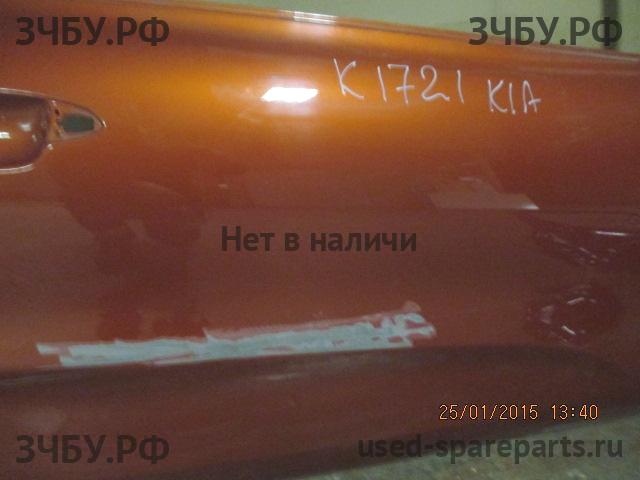 ЗЧБУ.РФ ЗЧБУ.РФ
K1721 KIA
Нет в наличи
25/01/2015 13:40
ЗЧБУ.РФ used-spareparts.ru